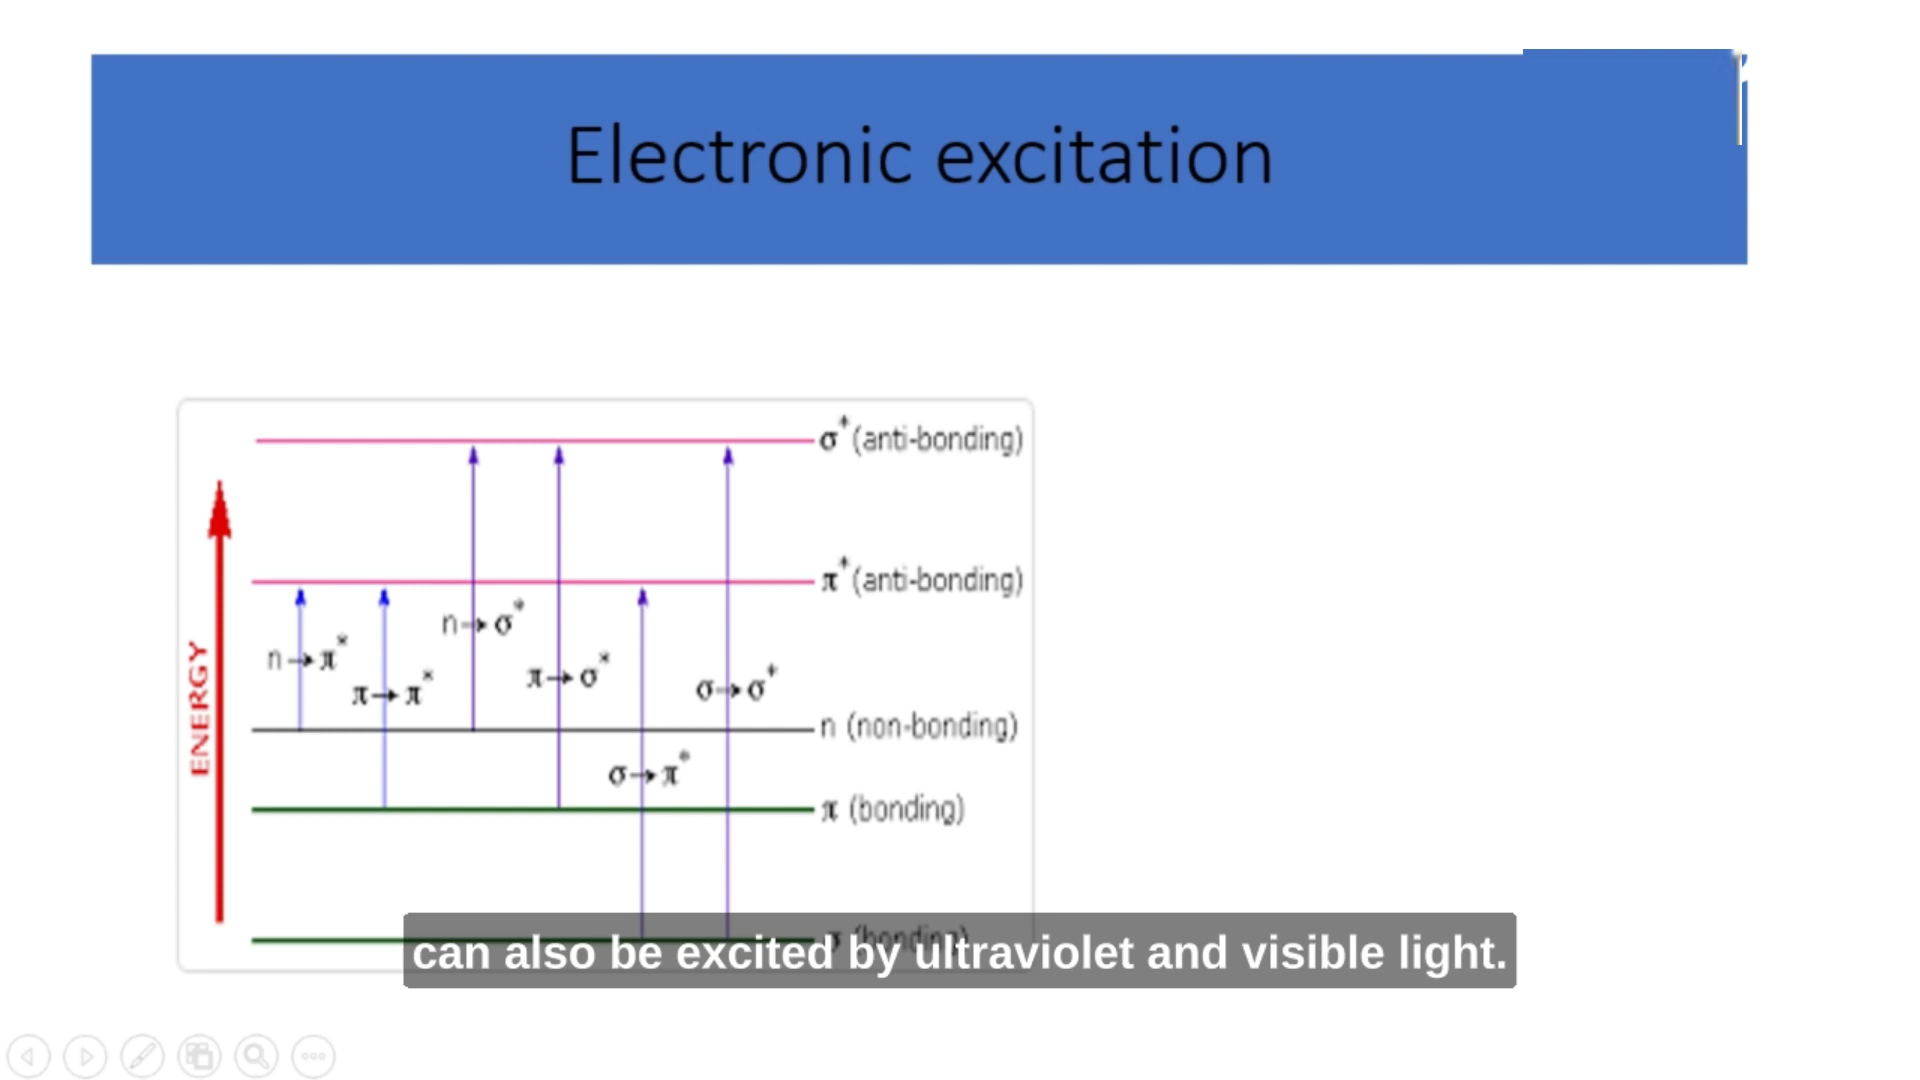 Electronic excitation
σ* (anti-bonding)
π* (anti-bonding)
n→σ*
n→π*
π→σ*
π→π*
σ→σ*
ENERGY
n (non-bonding)
σ→π*
π (bonding)
σ (bonding)
can also be excited by ultraviolet and visible light.